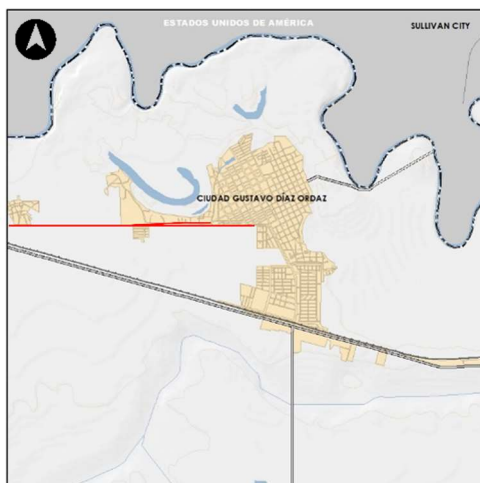 ESTADOS UNIDOS DE AMÉRICA
SULLIVAN CITY
CIUDAD GUSTAVO DÍAZ ORDAZ